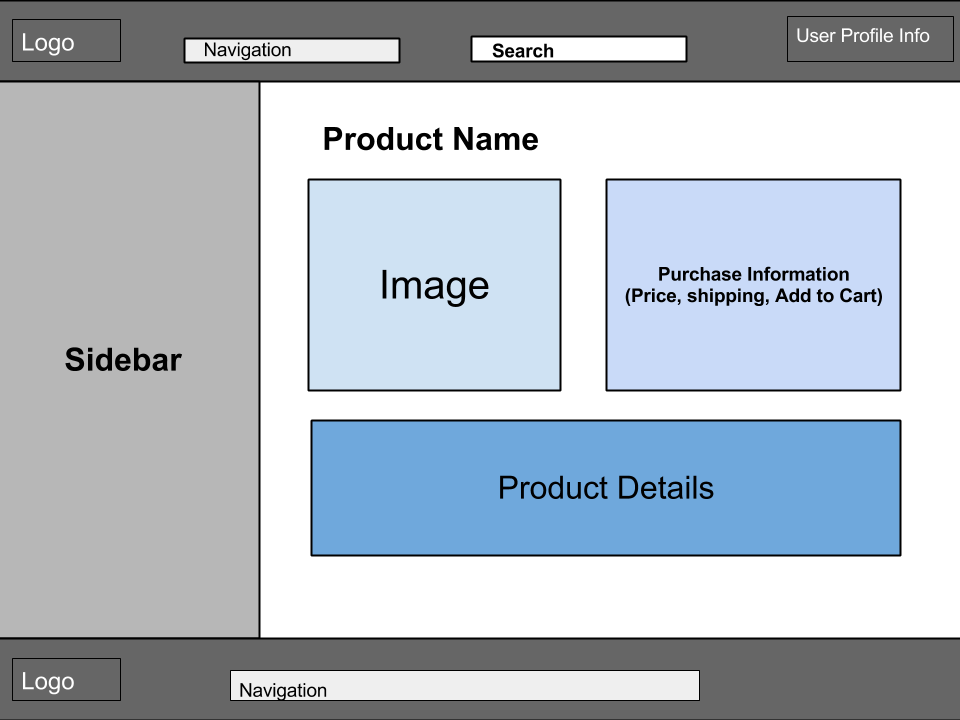 Logo
Navigation
Search
User Profile Info
Product Name
Image
Purchase Information
(Price, shipping, Add to Cart)
Sidebar
Product Details
Logo
Navigation